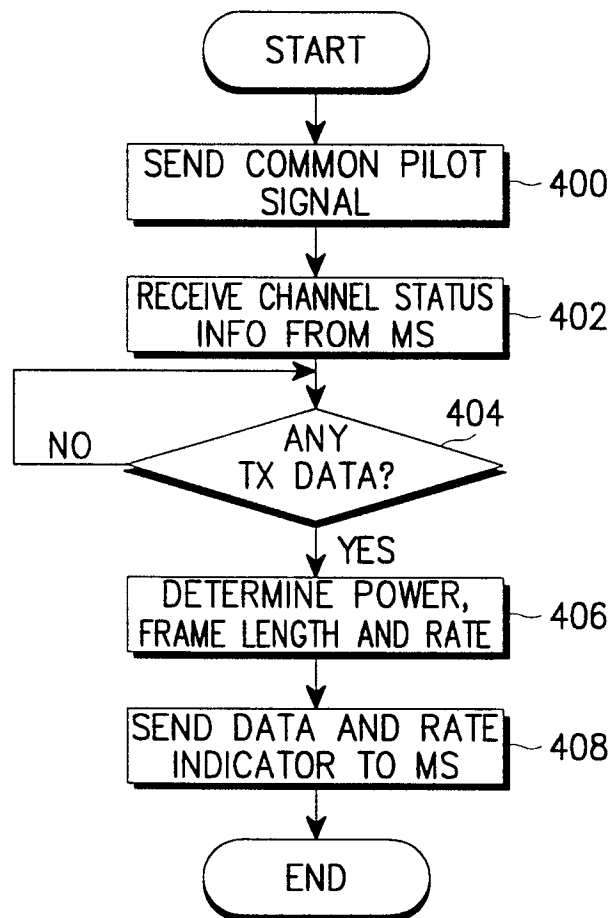 START
SEND COMMON PILOT
SIGNAL
400
RECEIVE CHANNEL STATUS
INFO FROM MS
402
404
ANY
TX DATA?
NO
YES
DETERMINE POWER,
FRAME LENGTH AND RATE
406
SEND DATA AND RATE
INDICATOR TO MS
408
END